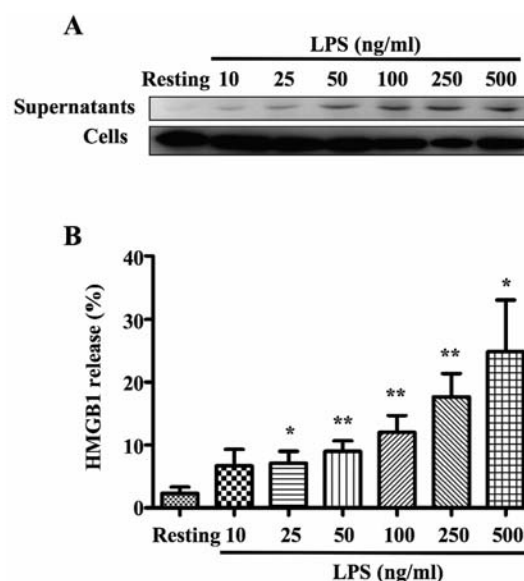 A
LPS (ng/ml)
Resting 10 25 50 100 250 500
Supernatants
Cells
B
40
30
20
10
0
HMGB1 release (%)
* ** ** ** *
Resting 10 25 50 100 250 500
LPS (ng/ml)